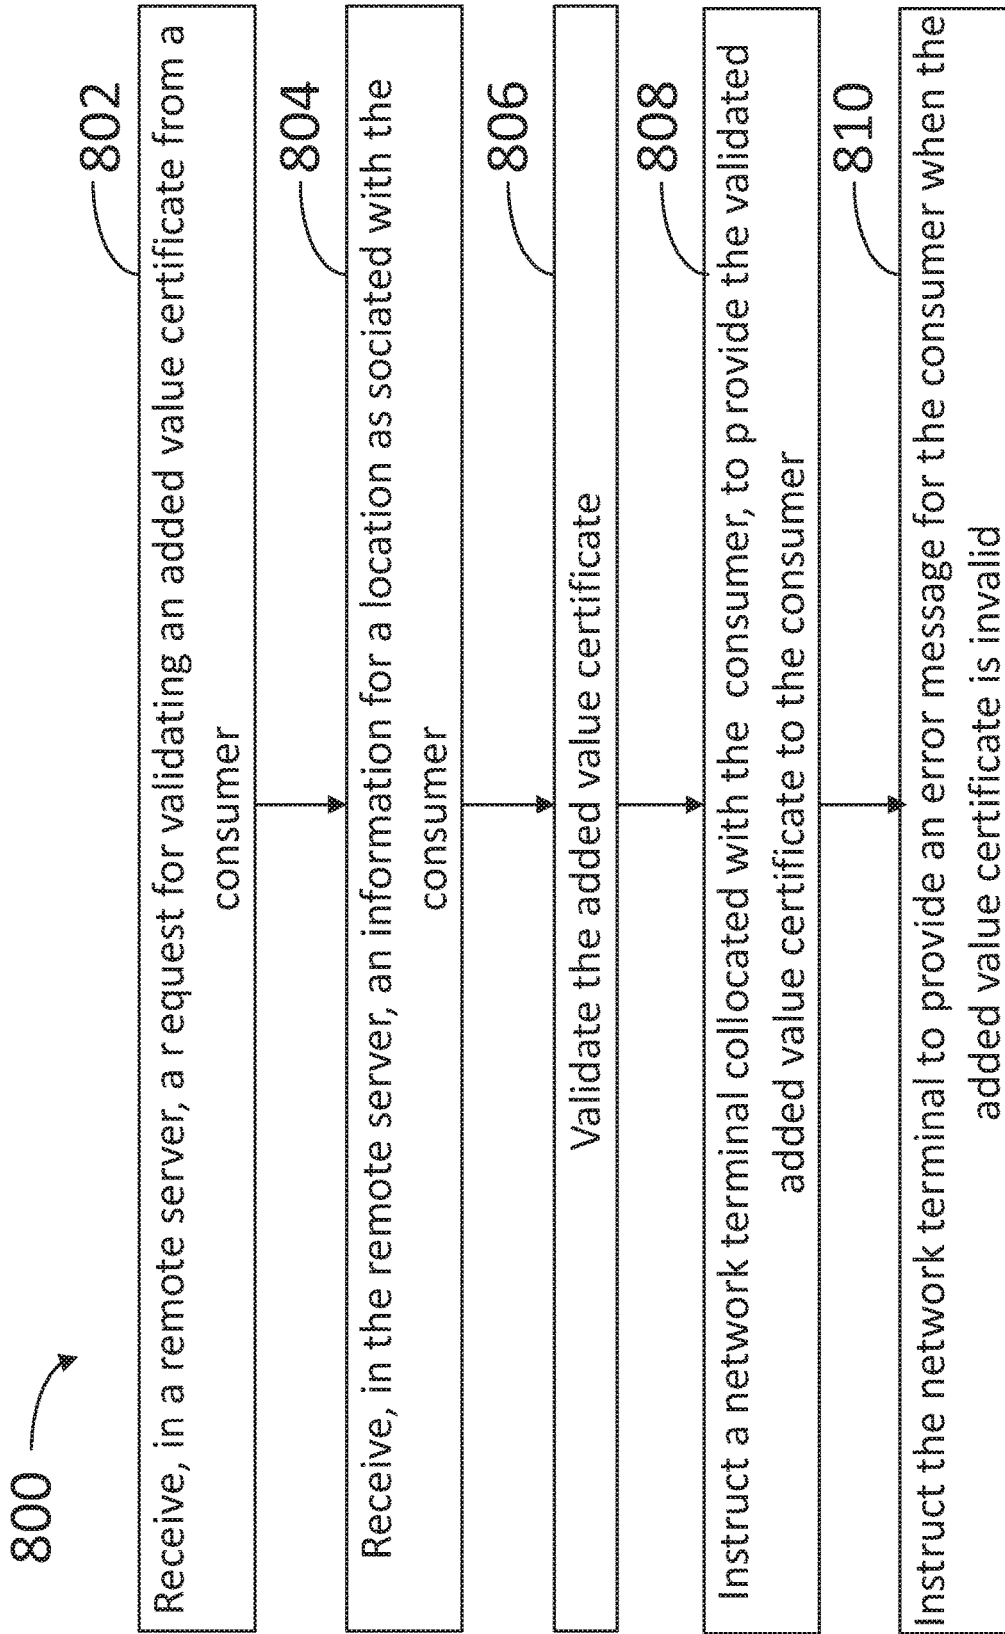 800
802
Receive, in a remote server, a request for validating an added value certificate from a
consumer
804
Receive, in the remote server, an information for a location as sociated with the
consumer
806
Validate the added value certificate
808
Instruct a network terminal collocated with the consumer, to provide the validated
added value certificate to the consumer
810
Instruct the network terminal to provide an error message for the consumer when the
added value certificate is invalid